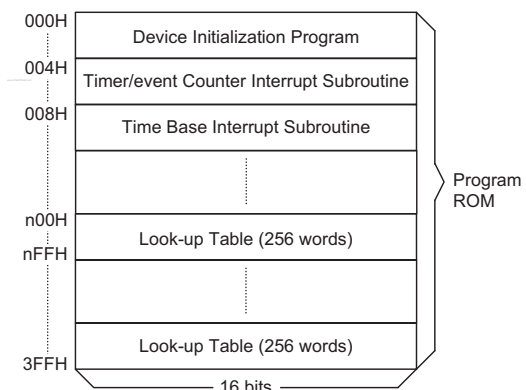 000H
Device Initialization Program
004H
Timer/event Counter Interrupt Subroutine
008H
Time Base Interrupt Subroutine
Program
ROM
n00H
Look-up Table (256 words)
nFFH
Look-up Table (256 words)
3FFH
16 bits